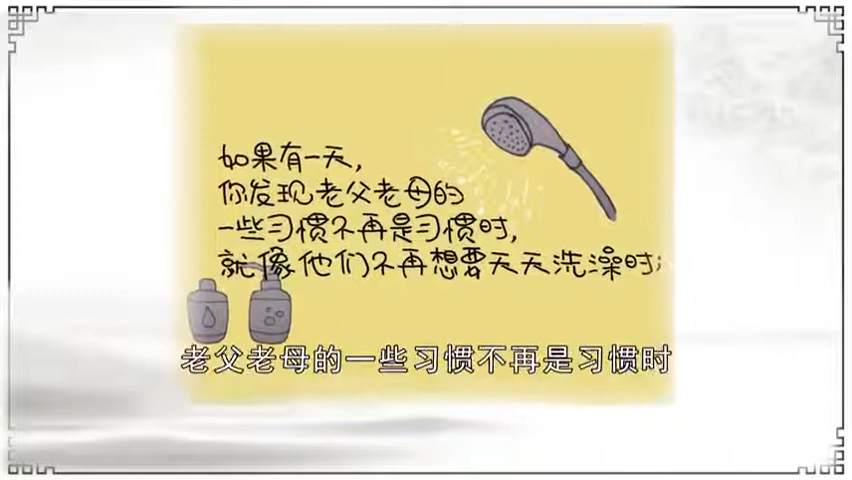 如果有一天,
你发现老父老母的
一些习惯不再是习惯时,
就像他们不再想要天天洗澡时;
老父老母的一些习惯不再是习惯时